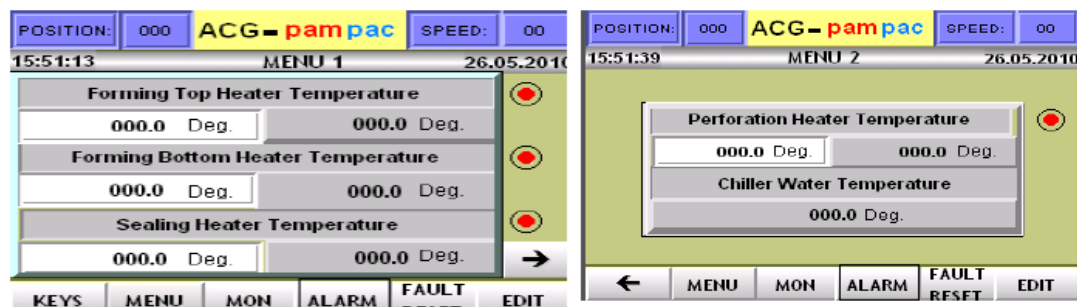 POSITION: 000 ACG-pampac SPEED: 00
15:51:13 MENU 1 26.05.2010
Forming Top Heater Temperature
000.0 Deg. 000.0 Deg.
Forming Bottom Heater Temperature
000.0 Deg. 000.0 Deg.
Sealing Heater Temperature
000.0 Deg. 000.0 Deg. →
KEYS MENU MON ALARM FAULT RESET EDIT
POSITION: 000 ACG-pampac SPEED: 00
15:51:39 MENU 2 26.05.2010
Perforation Heater Temperature
000.0 Deg. 000.0 Deg.
Chiller Water Temperature
000.0 Deg.
← MENU MON ALARM FAULT RESET EDIT